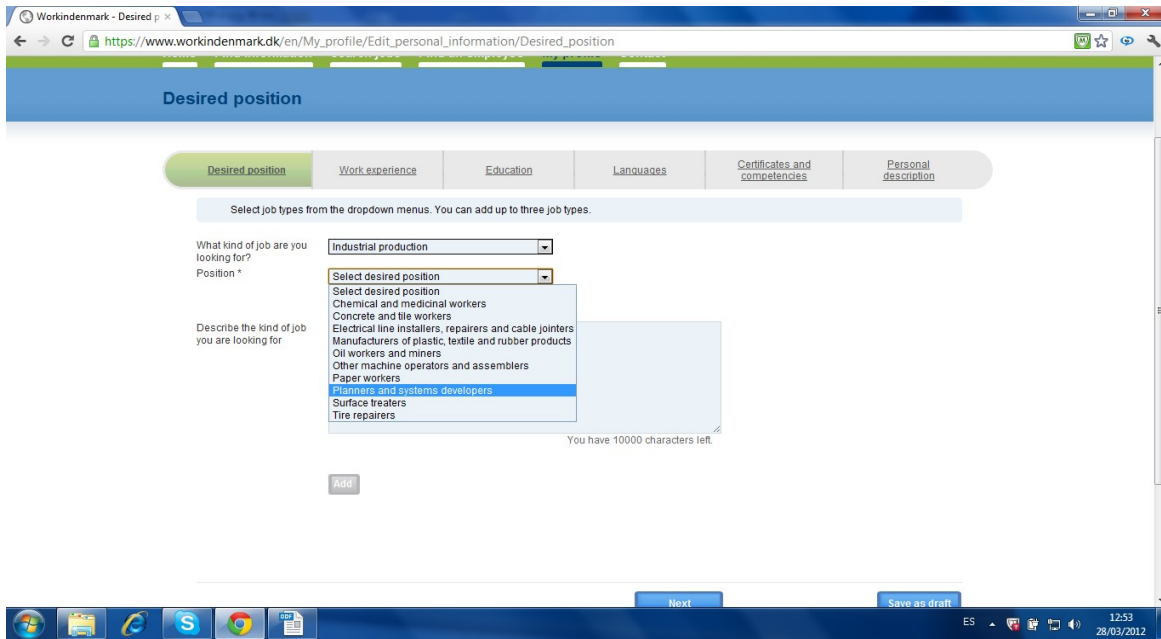 Workindenmark - Desired p
https://www.workindenmark.dk/en/My_profile/Edit_personal_information/Desired_position
Desired position
Desired position Work experience Education Languages Certificates and competencies Personal description
Select job types from the dropdown menus. You can add up to three job types.
What kind of job are you looking for?
Industrial production
Position *
Select desired position
Select desired position
Chemical and medicinal workers
Concrete and tile workers
Electrical line installers, repairers and cable jointers
Manufacturers of plastic, textile and rubber products
Oil workers and miners
Other machine operators and assemblers
Paper workers
Planners and systems developers
Surface treaters
Tire repairers
Describe the kind of job you are looking for
You have 10000 characters left.
Add
Next Save as draft
ES
12:53
28/03/2012